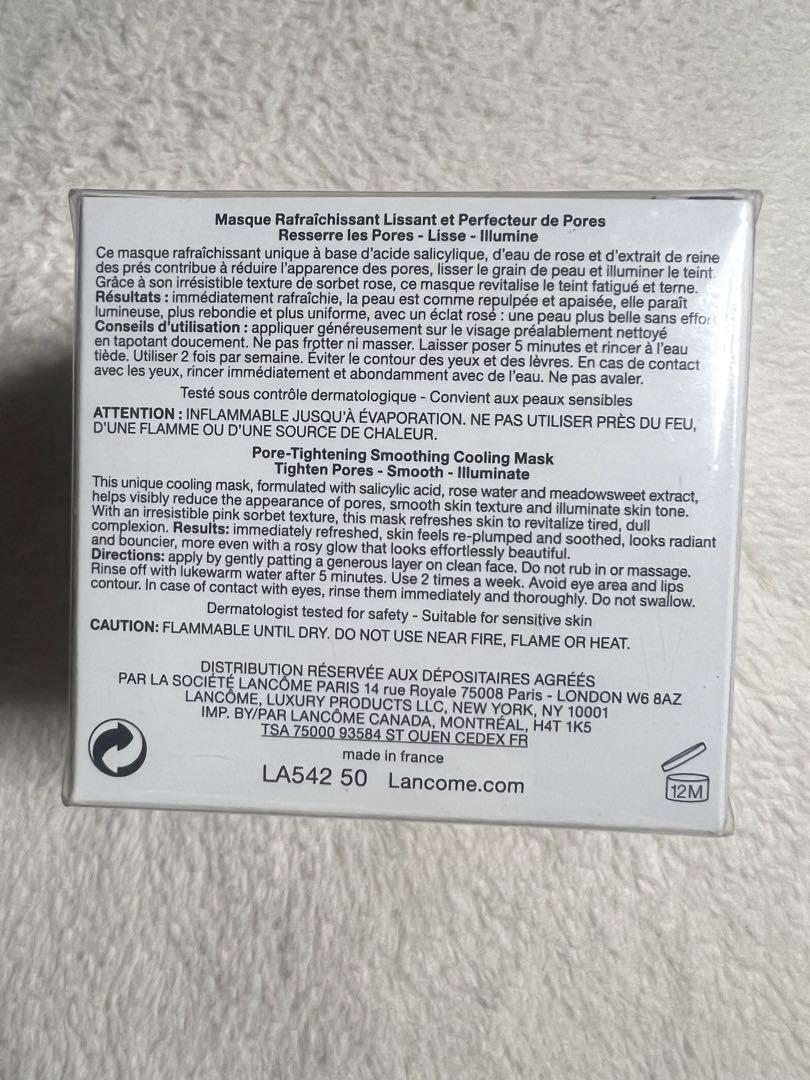 Masque Rafraîchissant Lissant et Perfecteur de Pores
Resserre les Pores - Lisse - Illumine
Ce masque rafraîchissant unique à base d'acide salicylique, d'eau de rose et d'extrait de reine
des prés contribue à réduire l'apparence des pores, lisser le grain de peau et illuminer le teint.
Grâce à son irrésistible texture de sorbet rose, ce masque revitalise le teint fatigué et terne.
Résultats : immédiatement rafraîchie, la peau est comme repulpée et apaisée, elle paraît
lumineuse, plus rebondie et plus uniforme, avec un éclat rosé : une peau plus belle sans effort
Conseils d'utilisation : appliquer généreusement sur le visage préalablement nettoyé
en tapotant doucement. Ne pas frotter ni masser. Laisser poser 5 minutes et rincer à l'eau
tiède. Utiliser 2 fois par semaine. Éviter le contour des yeux et des lèvres. En cas de contact
avec les yeux, rincer immédiatement et abondamment avec de l'eau. Ne pas avaler.
Testé sous contrôle dermatologique - Convient aux peaux sensibles
ATTENTION : INFLAMMABLE JUSQU'À ÉVAPORATION. NE PAS UTILISER PRÈS DU FEU,
D'UNE FLAMME OU D'UNE SOURCE DE CHALEUR.
Pore-Tightening Smoothing Cooling Mask
Tighten Pores - Smooth - Illuminate
This unique cooling mask, formulated with salicylic acid, rose water and meadowsweet extract,
helps visibly reduce the appearance of pores, smooth skin texture and illuminate skin tone.
With an irresistible pink sorbet texture, this mask refreshes skin to revitalize tired, dull
complexion. Results: immediately refreshed, skin feels re-plumped and soothed, looks radiant
and bouncier, more even with a rosy glow that looks effortlessly beautiful.
Directions: apply by gently patting a generous layer on clean face. Do not rub in or massage.
Rinse off with lukewarm water after 5 minutes. Use 2 times a week. Avoid eye area and lips
contour. In case of contact with eyes, rinse them immediately and thoroughly. Do not swallow.
Dermatologist tested for safety - Suitable for sensitive skin
CAUTION: FLAMMABLE UNTIL DRY. DO NOT USE NEAR FIRE, FLAME OR HEAT.
DISTRIBUTION RÉSERVÉE AUX DÉPOSITAIRES AGRÉÉS
PAR LA SOCIÉTÉ LANCÔME PARIS 14 rue Royale 75008 Paris - LONDON W6 8AZ
LANCÔME, LUXURY PRODUCTS LLC, NEW YORK, NY 10001
IMP. BY/PAR LANCÔME CANADA, MONTRÉAL, H4T 1K5
TSA 75000 93584 ST OUEN CEDEX FR
made in france
LA542 50 Lancome.com
12M